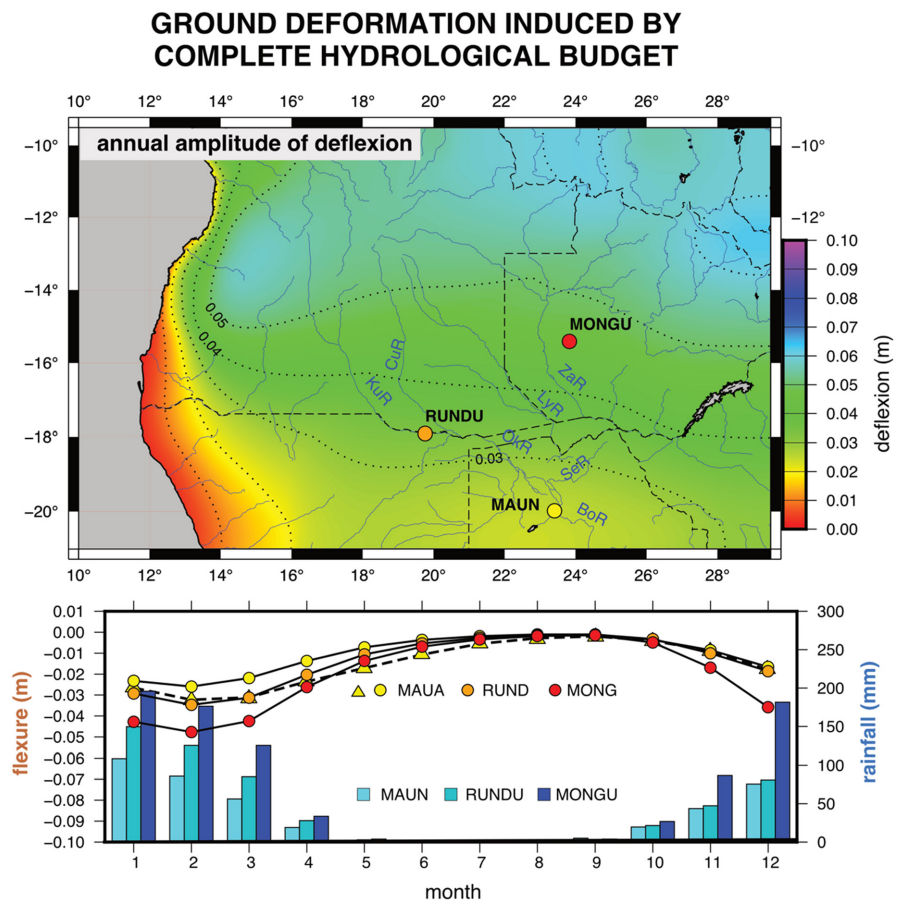 GROUND DEFORMATION INDUCED BY
COMPLETE HYDROLOGICAL BUDGET
10° 12° 14° 16° 18° 20° 22° 24° 26° 28°
annual amplitude of deflexion
−10° −10°
−12° −12°
−14°
−16°
−18°
−20°
0.05
0.04
0.03
MONGU
CuR
KuR
ZaR
LyR
RUNDU
OkR
SeR
MAUN
BoR
10° 12° 14° 16° 18° 20° 22° 24° 26° 28°
0.10
0.09
0.08
0.07
0.06
0.05
0.04
0.03
0.02
0.01
0.00
deflexion (m)
0.01
0.00
−0.01
−0.02
−0.03
−0.04
−0.05
−0.06
−0.07
−0.08
−0.09
−0.10
flexure (m)
MAUA RUND MONG
MAUN RUNDU MONGU
300
250
200
150
100
50
0
rainfall (mm)
1 2 3 4 5 6 7 8 9 10 11 12
month